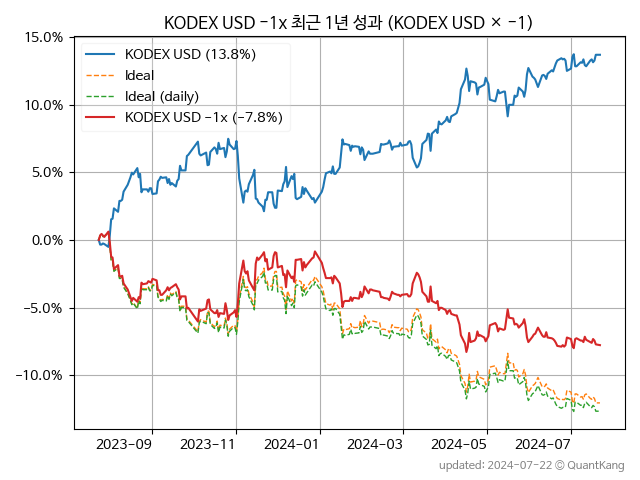 KODEX USD −1x 최근 1년 성과 (KODEX USD × −1)
15.0%
10.0%
5.0%
0.0%
−5.0%
−10.0%
KODEX USD (13.8%)
Ideal
Ideal (daily)
KODEX USD −1x (−7.8%)
2023−09
2023−11
2024−01
2024−03
2024−05
2024−07
updated: 2024-07-22 © QuantKang